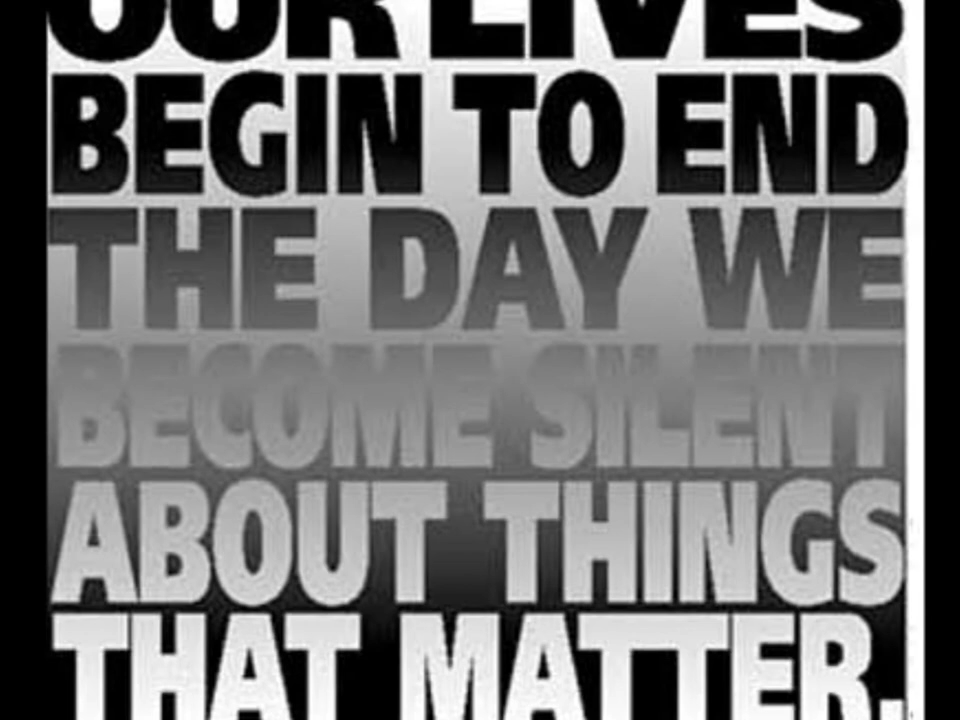 OUR LIVES
BEGIN TO END
THE DAY WE
BECOME SILENT
ABOUT THINGS
THAT MATTER.